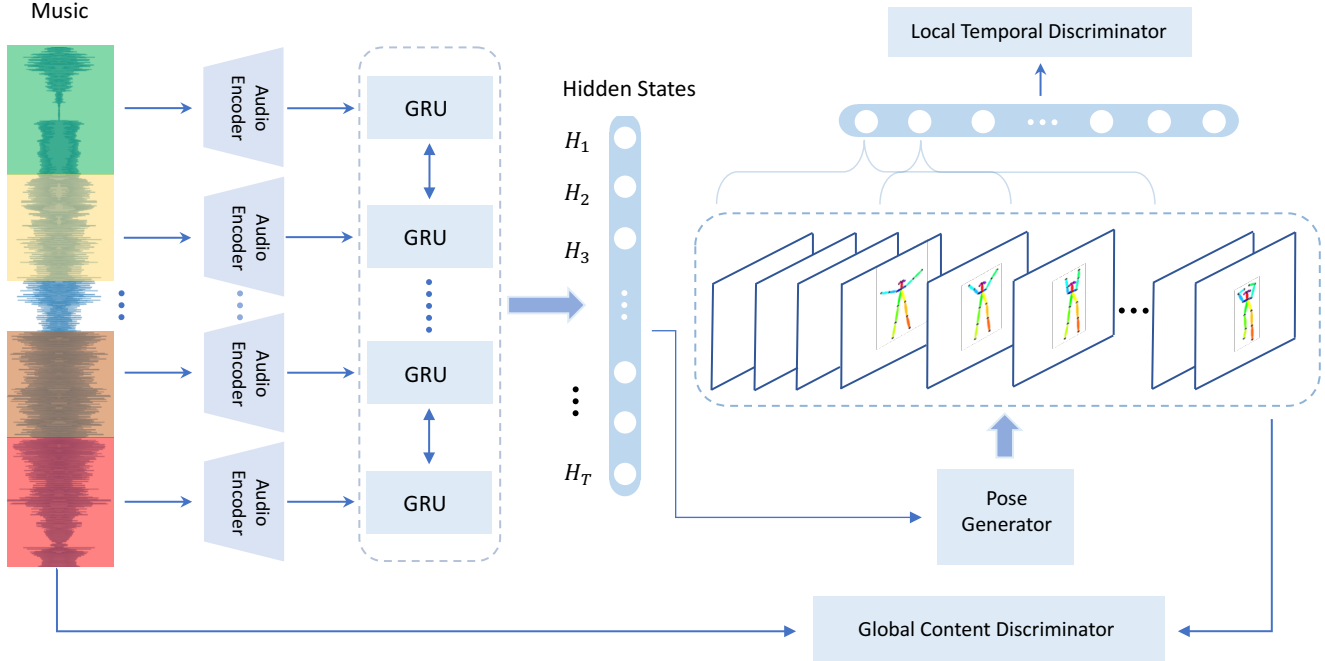 Music
Local Temporal Discriminator
Audio
Encoder
GRU
Hidden States
H₁
H₂
Audio
Encoder
GRU
H₃
Audio
Encoder
GRU
Audio
Encoder
GRU
H_T
Pose
Generator
Global Content Discriminator